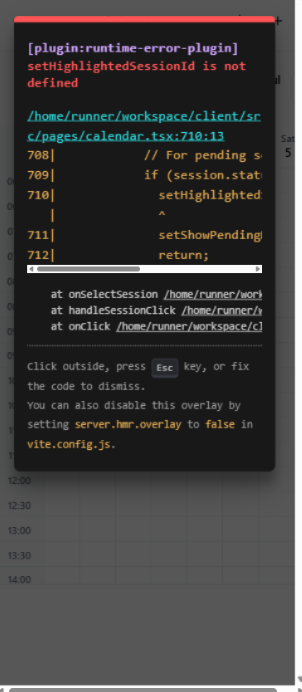 [plugin:runtime-error-plugin]
setHighlightedSessionId is not
defined
/home/runner/workspace/client/sr
c/pages/calendar.tsx:710:13
708| // For pending s
709| if (session.stat
710| setHighlighted
| ^
711| setShowPending
712| return;
at onSelectSession /home/runner/work
at handleSessionClick /home/runner/w
at onClick /home/runner/workspace/cl
Click outside, press Esc key, or fix
the code to dismiss.
You can also disable this overlay by
setting server.hmr.overlay to false in
vite.config.js.
Sat
5
12:00
12:30
13:00
13:30
14:00